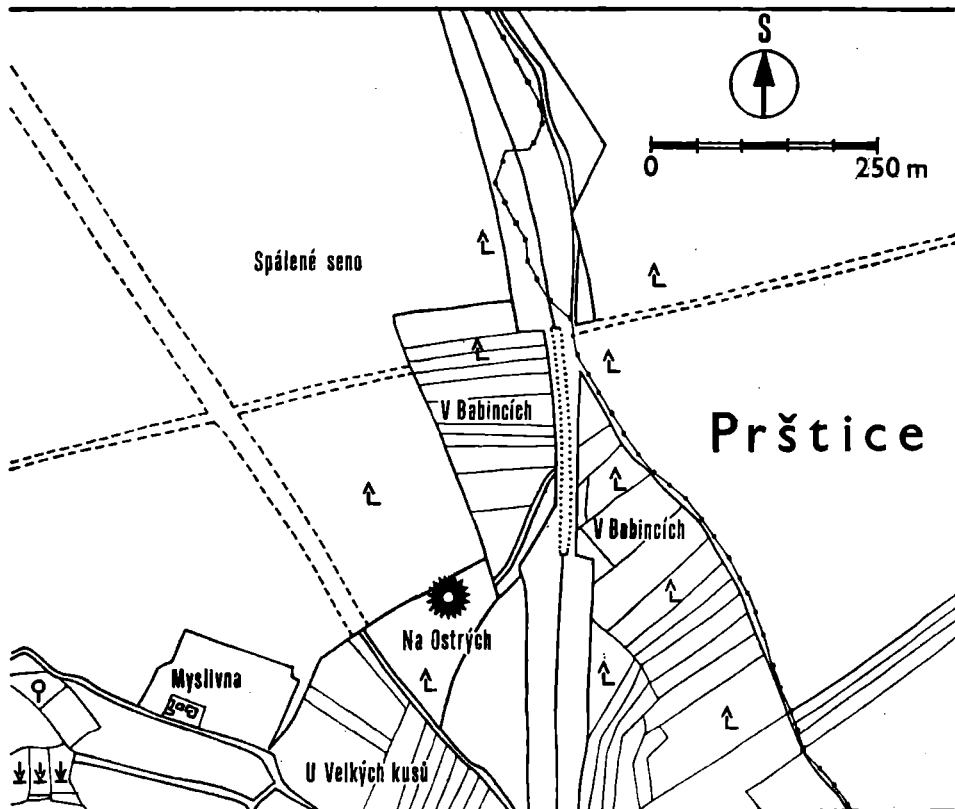 S
0 250 m
Spálené seno
V Babincích
Prštice
V Babincích
Na Ostrých
Myslivna
U Velkých kusů